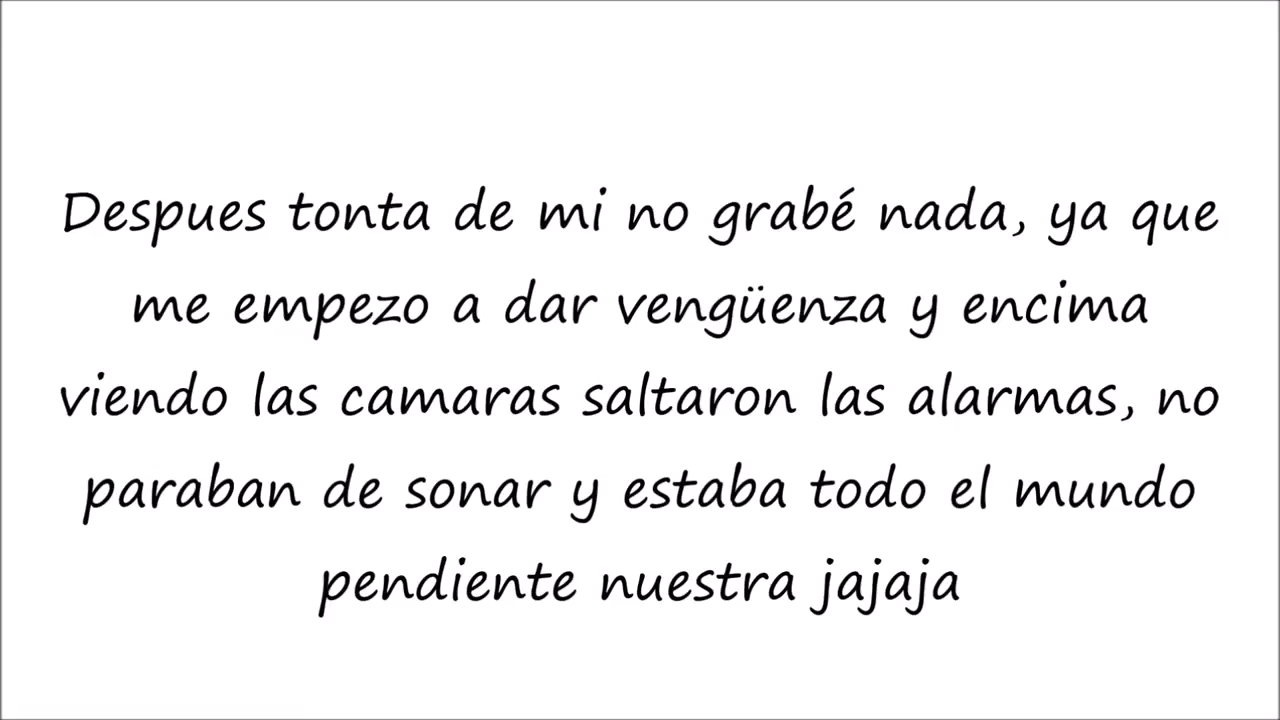 Despues tonta de mi no grabé nada, ya que
me empezo a dar vengüenza y encima
viendo las camaras saltaron las alarmas, no
paraban de sonar y estaba todo el mundo
pendiente nuestra jajaja